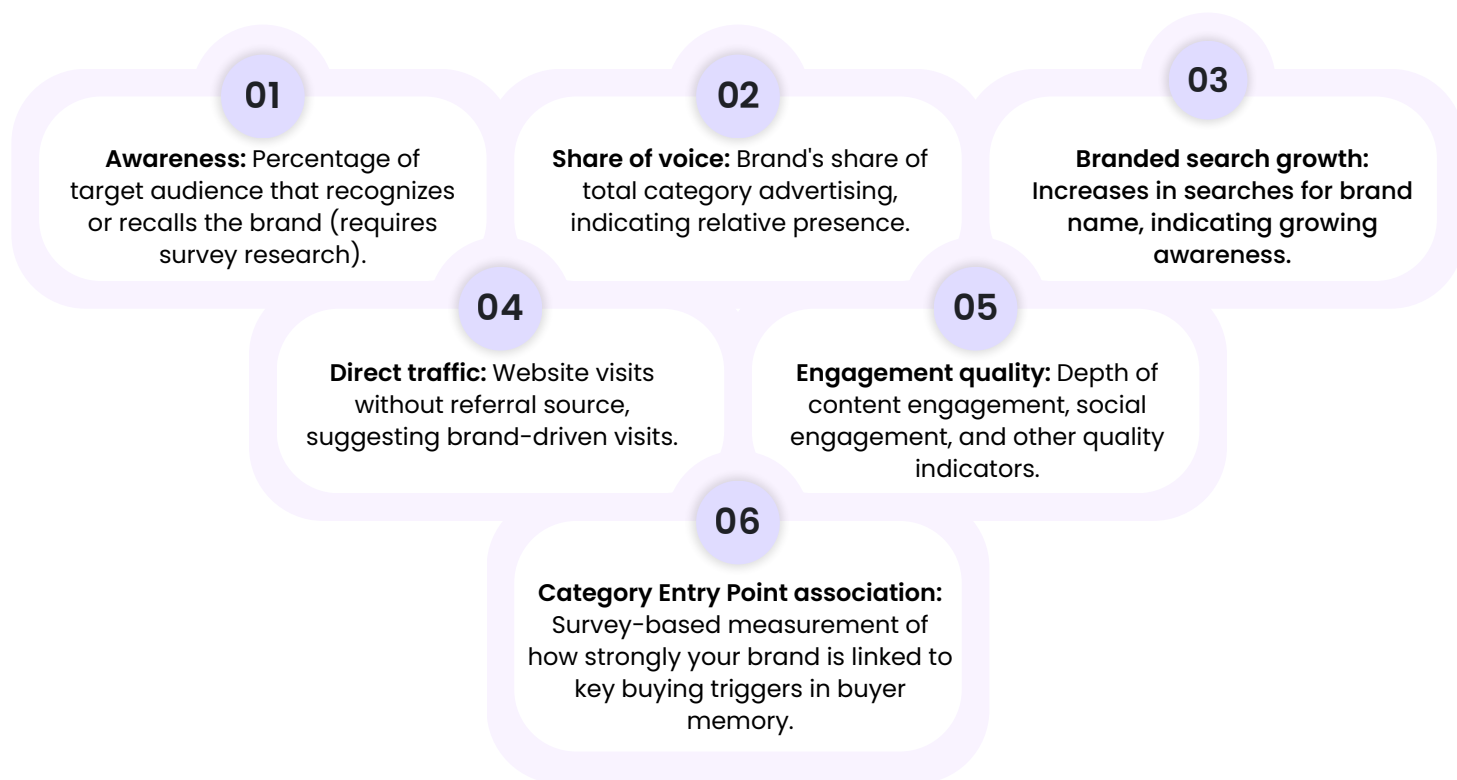 01
Awareness: Percentage of
target audience that recognizes
or recalls the brand (requires
survey research).
02
Share of voice: Brand's share of
total category advertising,
indicating relative presence.
03
Branded search growth:
Increases in searches for brand
name, indicating growing
awareness.
04
Direct traffic: Website visits
without referral source,
suggesting brand-driven visits.
05
Engagement quality: Depth of
content engagement, social
engagement, and other quality
indicators.
06
Category Entry Point association:
Survey-based measurement of
how strongly your brand is linked to
key buying triggers in buyer
memory.